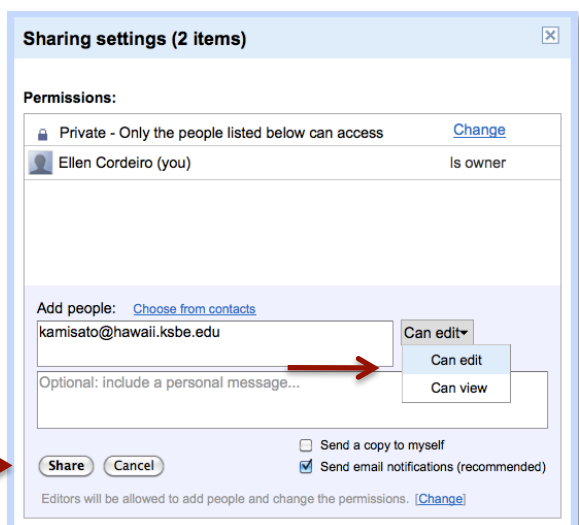 Sharing settings (2 items)
Permissions:
Private - Only the people listed below can access Change
Ellen Cordeiro (you) Is owner
Add people: Choose from contacts
kamisato@hawaii.ksbe.edu Can edit
Can edit
Can view
Optional: include a personal message...
Send a copy to myself
Share Cancel Send email notifications (recommended)
Editors will be allowed to add people and change the permissions. [Change]